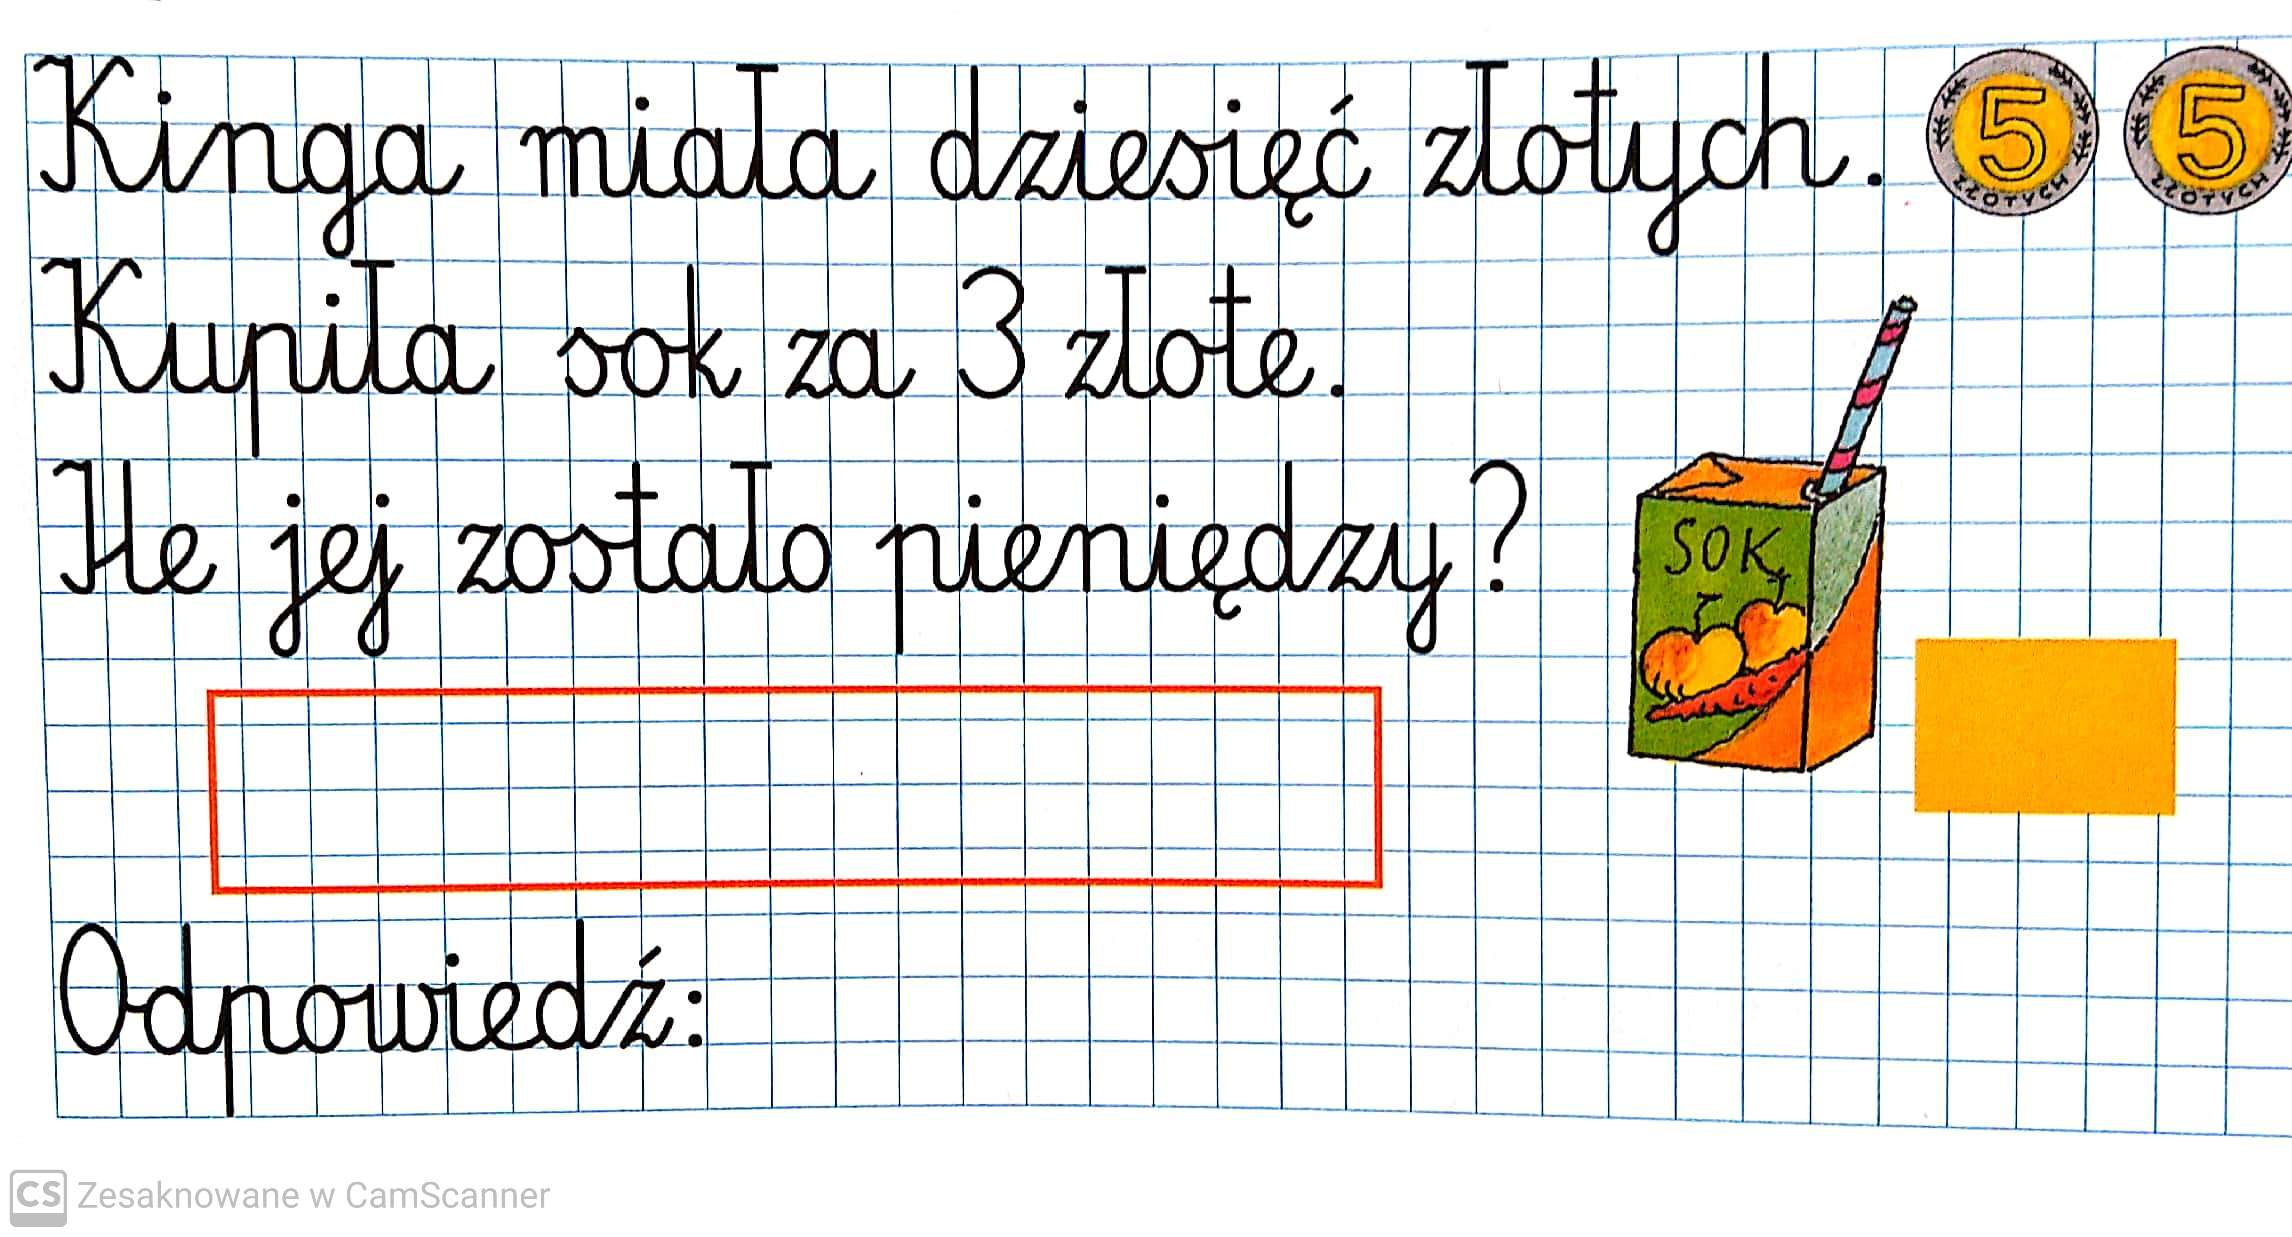 Kinga miała dziesięć złotych. 5 ZŁOTYCH 5 ZŁOTYCH
Kupiła sok za 3 złote.
Ile jej zostało pieniędzy?
SOK
Odpowiedź:
CS Zesaknowane w CamScanner